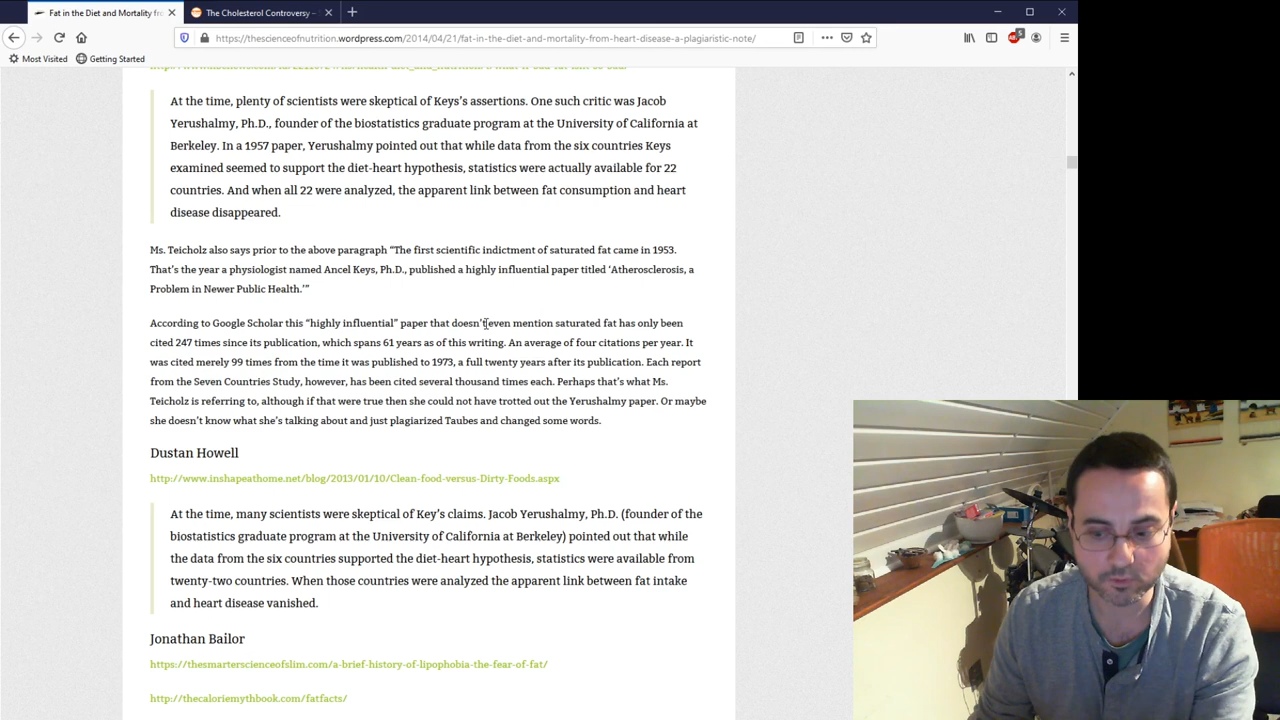 Fat in the Diet and Mortality fro
The Cholesterol Controversy –
https://thescienceofnutrition.wordpress.com/2014/04/21/fat-in-the-diet-and-mortality-from-heart-disease-a-plagiaristic-note/
Most Visited
Getting Started
At the time, plenty of scientists were skeptical of Keys’s assertions. One such critic was Jacob
Yerushalmy, Ph.D., founder of the biostatistics graduate program at the University of California at
Berkeley. In a 1957 paper, Yerushalmy pointed out that while data from the six countries Keys
examined seemed to support the diet-heart hypothesis, statistics were actually available for 22
countries. And when all 22 were analyzed, the apparent link between fat consumption and heart
disease disappeared.
Ms. Teicholz also says prior to the above paragraph “The first scientific indictment of saturated fat came in 1953.
That’s the year a physiologist named Ancel Keys, Ph.D., published a highly influential paper titled ‘Atherosclerosis, a
Problem in Newer Public Health.’”
According to Google Scholar this “highly influential” paper that doesn’t even mention saturated fat has only been
cited 247 times since its publication, which spans 61 years as of this writing. An average of four citations per year. It
was cited merely 99 times from the time it was published to 1973, a full twenty years after its publication. Each report
from the Seven Countries Study, however, has been cited several thousand times each. Perhaps that’s what Ms.
Teicholz is referring to, although if that were true then she could not have trotted out the Yerushalmy paper. Or maybe
she doesn’t know what she’s talking about and just plagiarized Taubes and changed some words.
Dustan Howell
http://www.inshapeathome.net/blog/2013/01/10/Clean-food-versus-Dirty-Foods.aspx
At the time, many scientists were skeptical of Key’s claims. Jacob Yerushalmy, Ph.D. (founder of the
biostatistics graduate program at the University of California at Berkeley) pointed out that while
the data from the six countries supported the diet-heart hypothesis, statistics were available from
twenty-two countries. When those countries were analyzed the apparent link between fat intake
and heart disease vanished.
Jonathan Bailor
https://thesmarterscienceofslim.com/a-brief-history-of-lipophobia-the-fear-of-fat/
http://thecaloriemythbook.com/fatfacts/